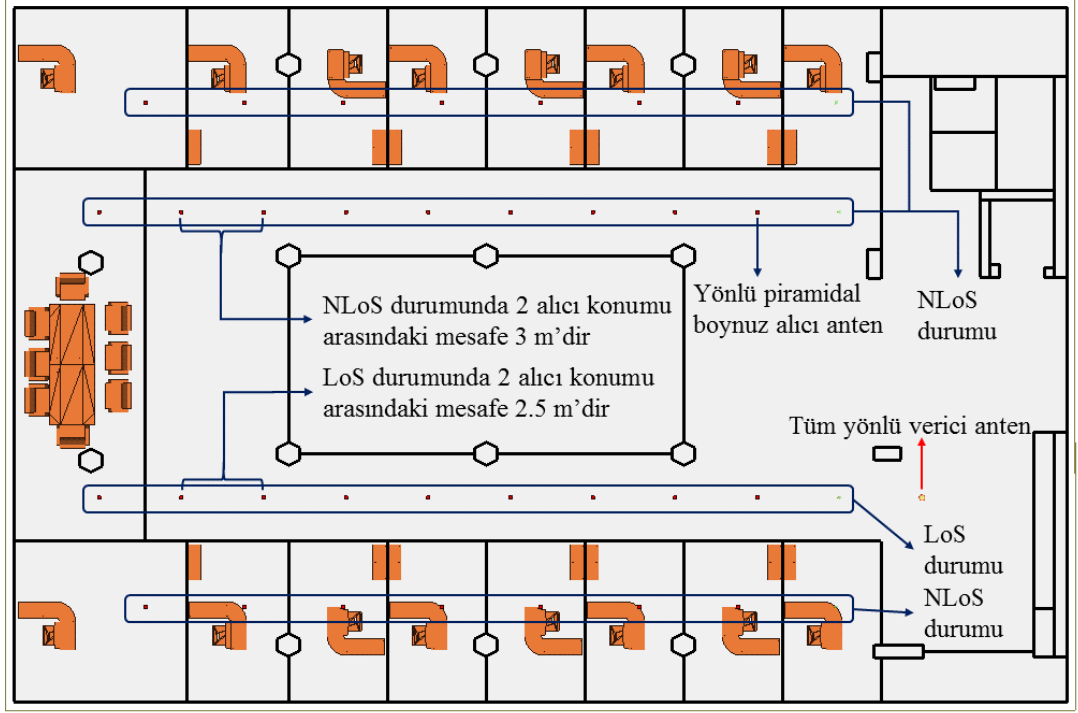 NLoS durumunda 2 alıcı konumu
arasındaki mesafe 3 m'dir
LoS durumunda 2 alıcı konumu
arasındaki mesafe 2.5 m'dir
Yönlü piramidal
boynuz alıcı anten
NLoS
durumu
Tüm yönlü verici anten
LoS
durumu
NLoS
durumu